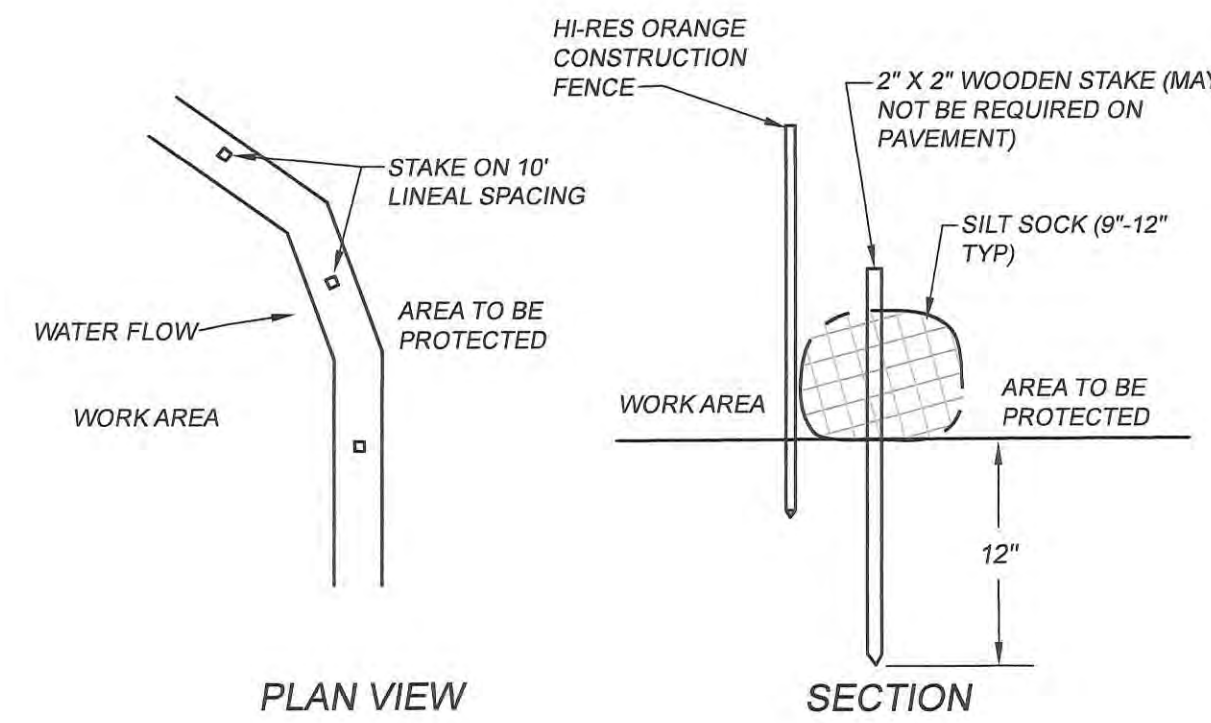 STAKE ON 10'
LINEAL SPACING
WATER FLOW
AREA TO BE
PROTECTED
WORK AREA
PLAN VIEW
HI-RES ORANGE
CONSTRUCTION
FENCE
2" X 2" WOODEN STAKE (MAY
NOT BE REQUIRED ON
PAVEMENT)
SILT SOCK (9"-12"
TYP)
WORK AREA
AREA TO BE
PROTECTED
12"
SECTION